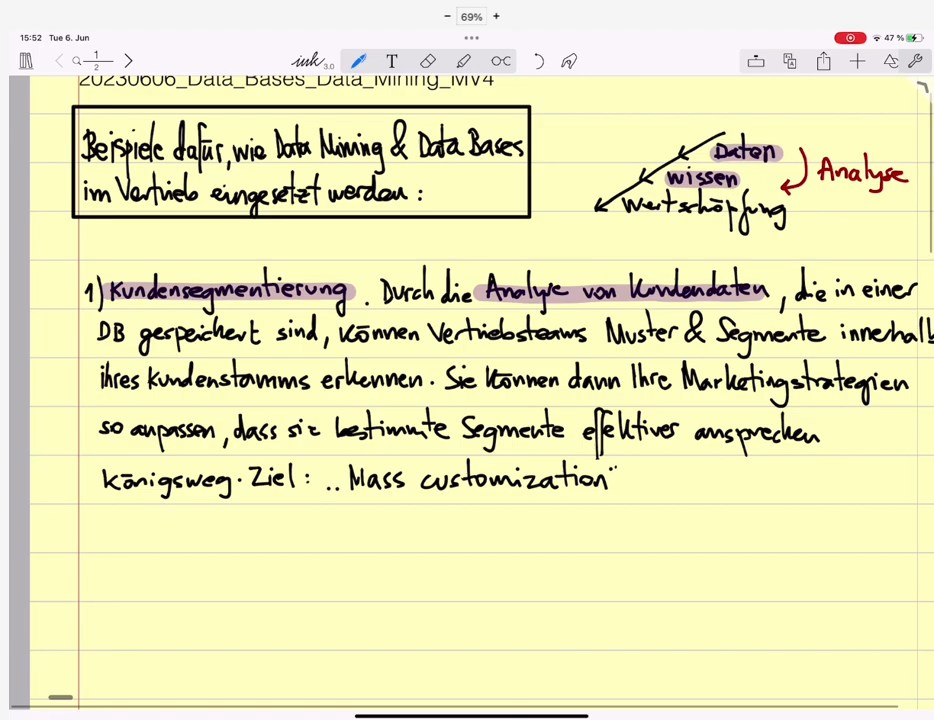 69%
15:52 Tue 6. Jun
47 %
1
2
ink 3.0
T
20230606_Data_Bases_Data_Mining_MV4
Beispiele dafür, wie Data Mining & Data Bases
im Vertrieb eingesetzt werden :
Daten
wissen
Wertschöpfung
Analyse
1) Kundensegmentierung . Durch die Analyse von Kundendaten , die in einer
DB gespeichert sind, können Vertriebsteams Muster & Segmente innerhalb
ihres Kundenstamms erkennen. Sie können dann Ihre Marketingstrategien
so anpassen, dass sie bestimmte Segmente effektiver ansprechen
Königsweg. Ziel: „Mass customization"